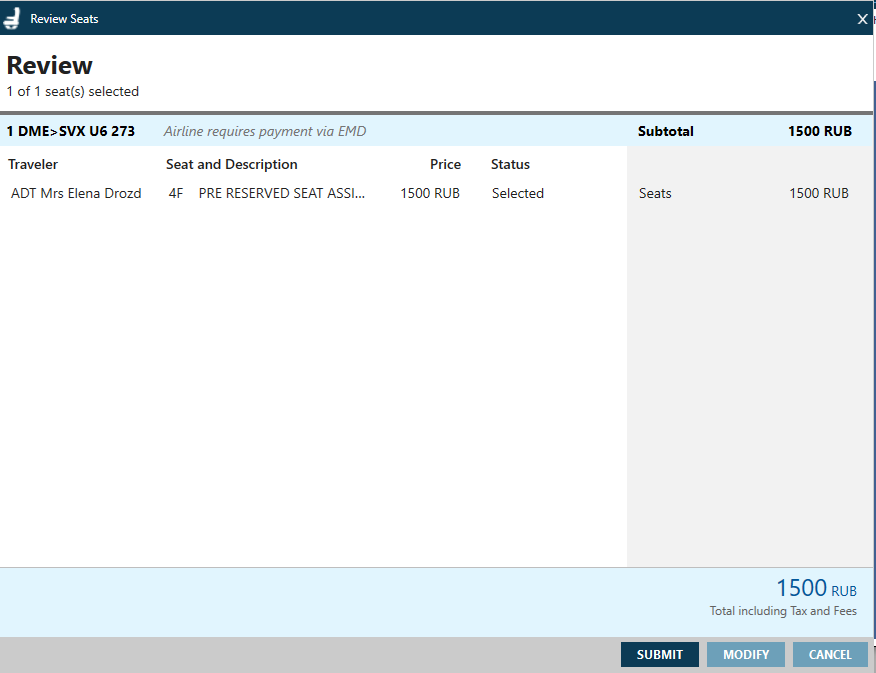 Review Seats X
Review
1 of 1 seat(s) selected
1 DME>SVX U6 273 Airline requires payment via EMD Subtotal 1500 RUB
Traveler Seat and Description Price Status
ADT Mrs Elena Drozd 4F PRE RESERVED SEAT ASSI... 1500 RUB Selected Seats 1500 RUB
1500 RUB
Total including Tax and Fees
SUBMIT MODIFY CANCEL